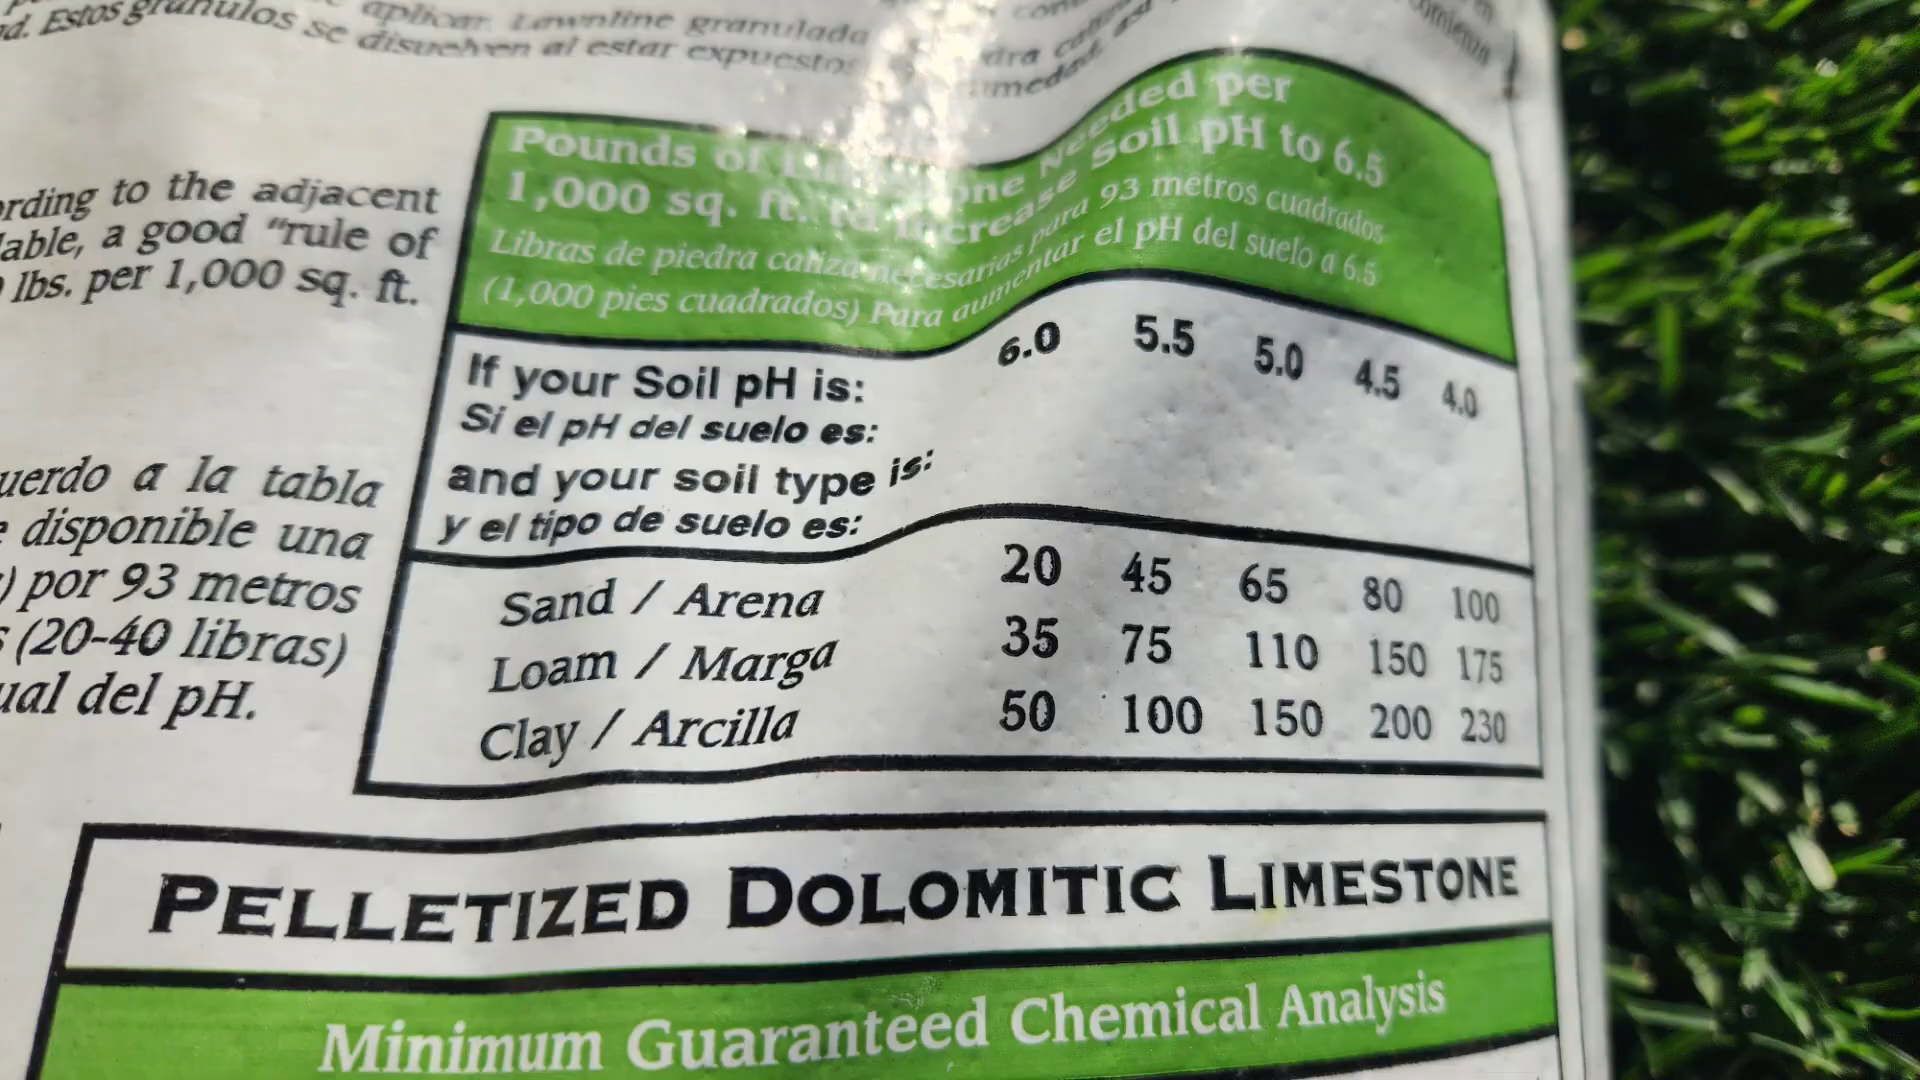 aplicar. Lawnline granulada
Estos gránulos se disuelven al estar expuestos
comienza
Pounds of Needed per
1,000 sq. ft. to increase Soil pH to 6.5
Libras de piedra caliza necesarias para 93 metros cuadrados
(1,000 pies cuadrados) Para aumentar el pH del suelo a 6.5
to the adjacent
a good "rule of
lbs. per 1,000 sq. ft.
a la tabla
disponible una
) por 93 metros
(20-40 libras)
del pH.
If your Soil pH is: 6.0 5.5 5.0 4.5 4.0
Si el pH del suelo es:
and your soil type is:
y el tipo de suelo es:
Sand / Arena 20 45 65 80 100
Loam / Marga 35 75 110 150 175
Clay / Arcilla 50 100 150 200 230
PELLETIZED DOLOMITIC LIMESTONE
Minimum Guaranteed Chemical Analysis